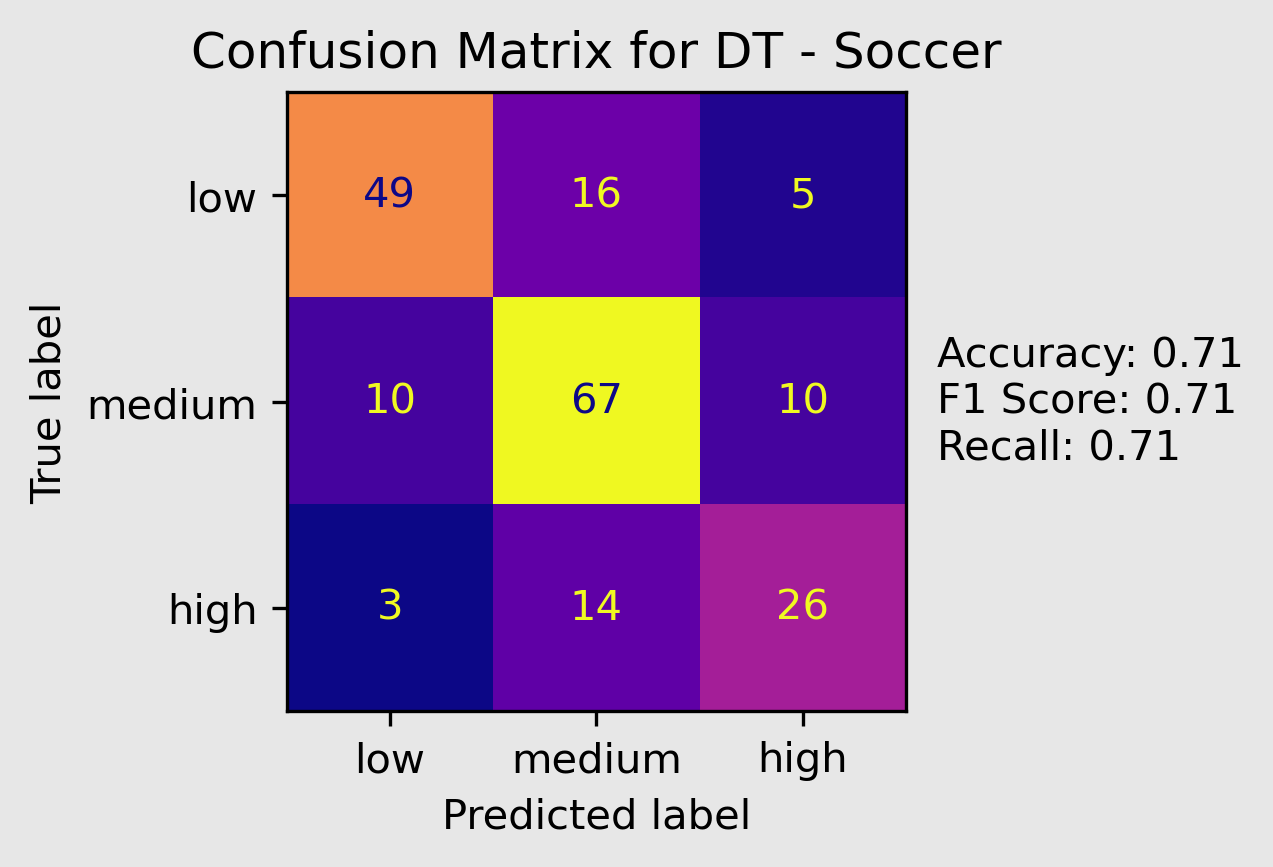 Confusion Matrix for DT - Soccer
True label
low
49 16 5
medium
10 67 10
high
3 14 26
low medium high
Predicted label
Accuracy: 0.71
F1 Score: 0.71
Recall: 0.71